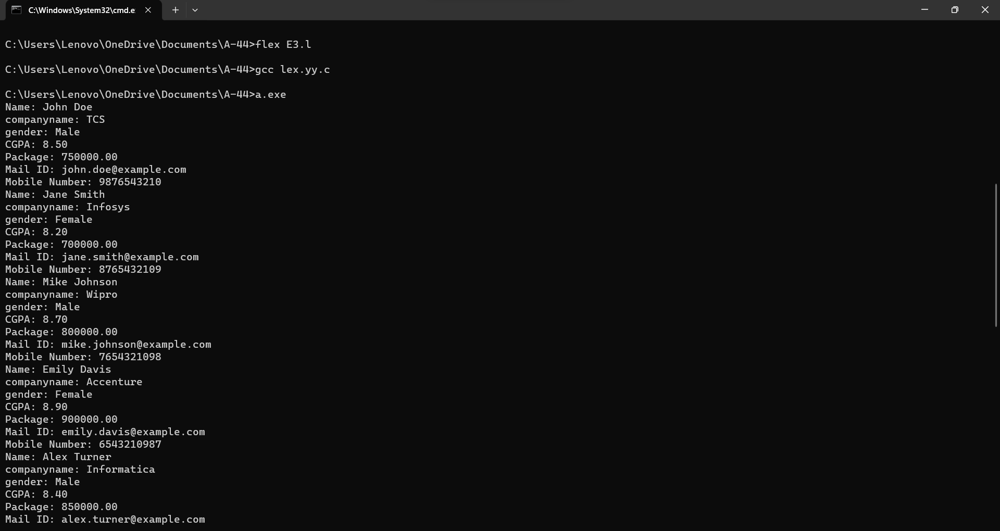 C:\Windows\System32\cmd.e
C:\Users\Lenovo\OneDrive\Documents\A-44>flex E3.l
C:\Users\Lenovo\OneDrive\Documents\A-44>gcc lex.yy.c
C:\Users\Lenovo\OneDrive\Documents\A-44>a.exe
Name: John Doe
companyname: TCS
gender: Male
CGPA: 8.50
Package: 750000.00
Mail ID: john.doe@example.com
Mobile Number: 9876543210
Name: Jane Smith
companyname: Infosys
gender: Female
CGPA: 8.20
Package: 700000.00
Mail ID: jane.smith@example.com
Mobile Number: 8765432109
Name: Mike Johnson
companyname: Wipro
gender: Male
CGPA: 8.70
Package: 800000.00
Mail ID: mike.johnson@example.com
Mobile Number: 7654321098
Name: Emily Davis
companyname: Accenture
gender: Female
CGPA: 8.90
Package: 900000.00
Mail ID: emily.davis@example.com
Mobile Number: 6543210987
Name: Alex Turner
companyname: Informatica
gender: Male
CGPA: 8.40
Package: 850000.00
Mail ID: alex.turner@example.com